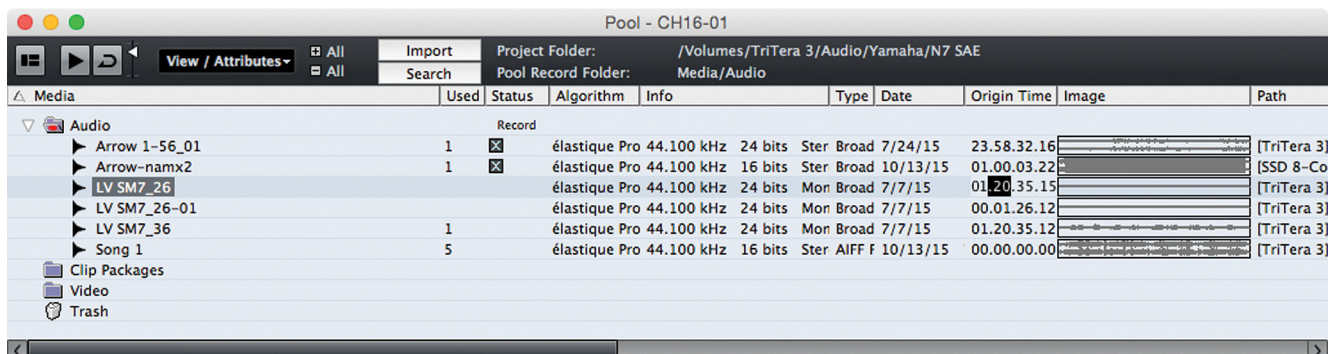 Pool - CH16-01
View / Attributes All Import Project Folder: /Volumes/TriTera 3/Audio/Yamaha/N7 SAE
All Search Pool Record Folder: Media/Audio
Media Used Status Algorithm Info Type Date Origin Time Image Path
Audio Record
Arrow 1-56_01 1 X élastique Pro 44.100 kHz 24 bits Ster Broad 7/24/15 23.58.32.16 [TriTera 3]
Arrow-namx2 1 X élastique Pro 44.100 kHz 16 bits Ster Broad 10/13/15 01.00.03.22 [SSD 8-Co
LV SM7_26 élastique Pro 44.100 kHz 24 bits Mon Broad 7/7/15 01.20.35.15 [TriTera 3]
LV SM7_26-01 élastique Pro 44.100 kHz 24 bits Mon Broad 7/7/15 00.01.26.12 [TriTera 3]
LV SM7_36 1 élastique Pro 44.100 kHz 24 bits Mon Broad 7/7/15 01.20.35.12 [TriTera 3]
Song 1 5 élastique Pro 44.100 kHz 16 bits Ster AIFF F 10/13/15 00.00.00.00 [TriTera 3]
Clip Packages
Video
Trash